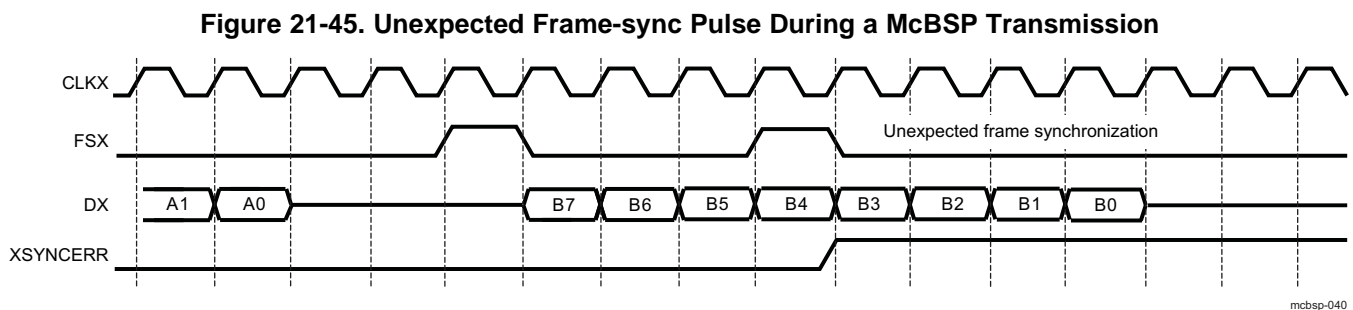 Figure 21-45. Unexpected Frame-sync Pulse During a McBSP Transmission
CLKX
FSX
Unexpected frame synchronization
DX
A1 A0 B7 B6 B5 B4 B3 B2 B1 B0
XSYNCERR
mcbsp-040